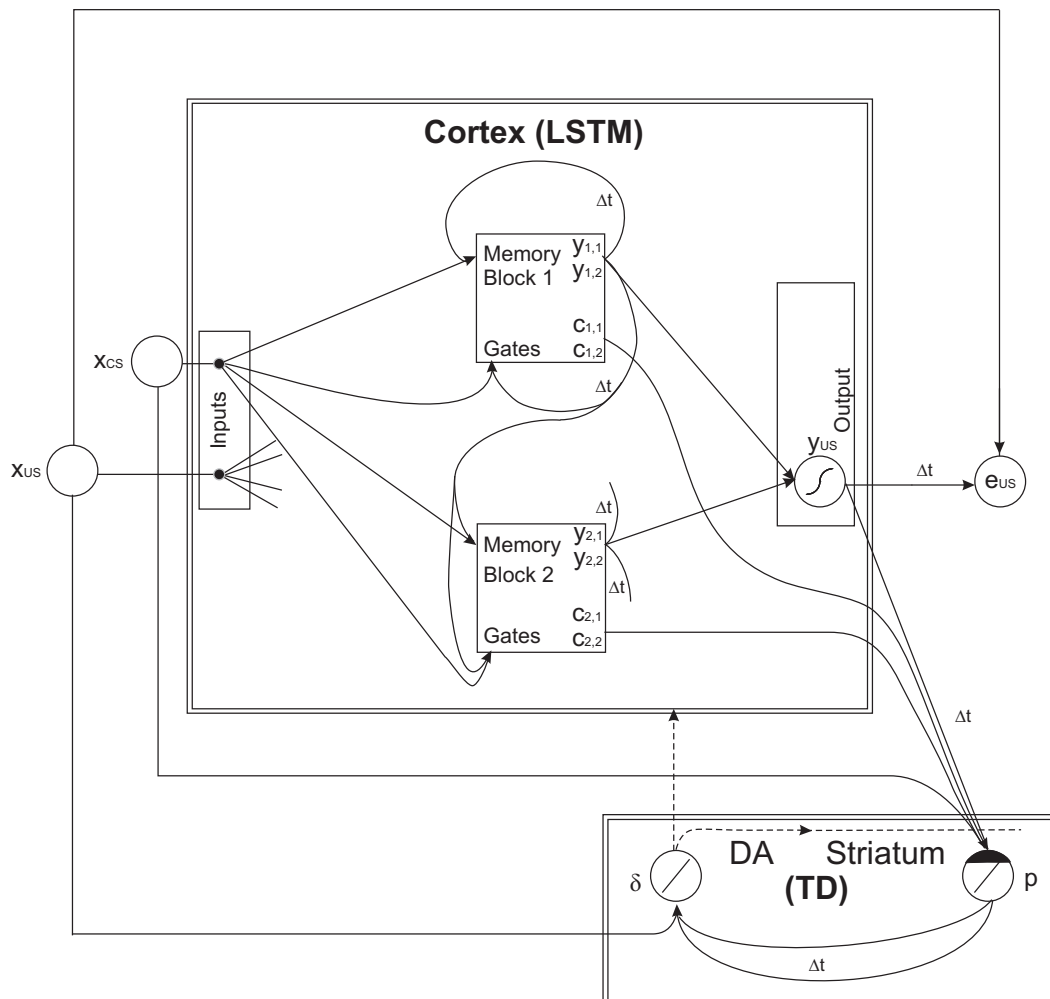 Cortex (LSTM)
Δt
Memory
Block 1
y1,1
y1,2
c1,1
c1,2
Gates
Δt
xCS
Inputs
xUS
Output
yUS
Δt
eUS
Δt
Memory
Block 2
y2,1
y2,2
Δt
c2,1
c2,2
Gates
Δt
DA Striatum
(TD)
δ
p
Δt